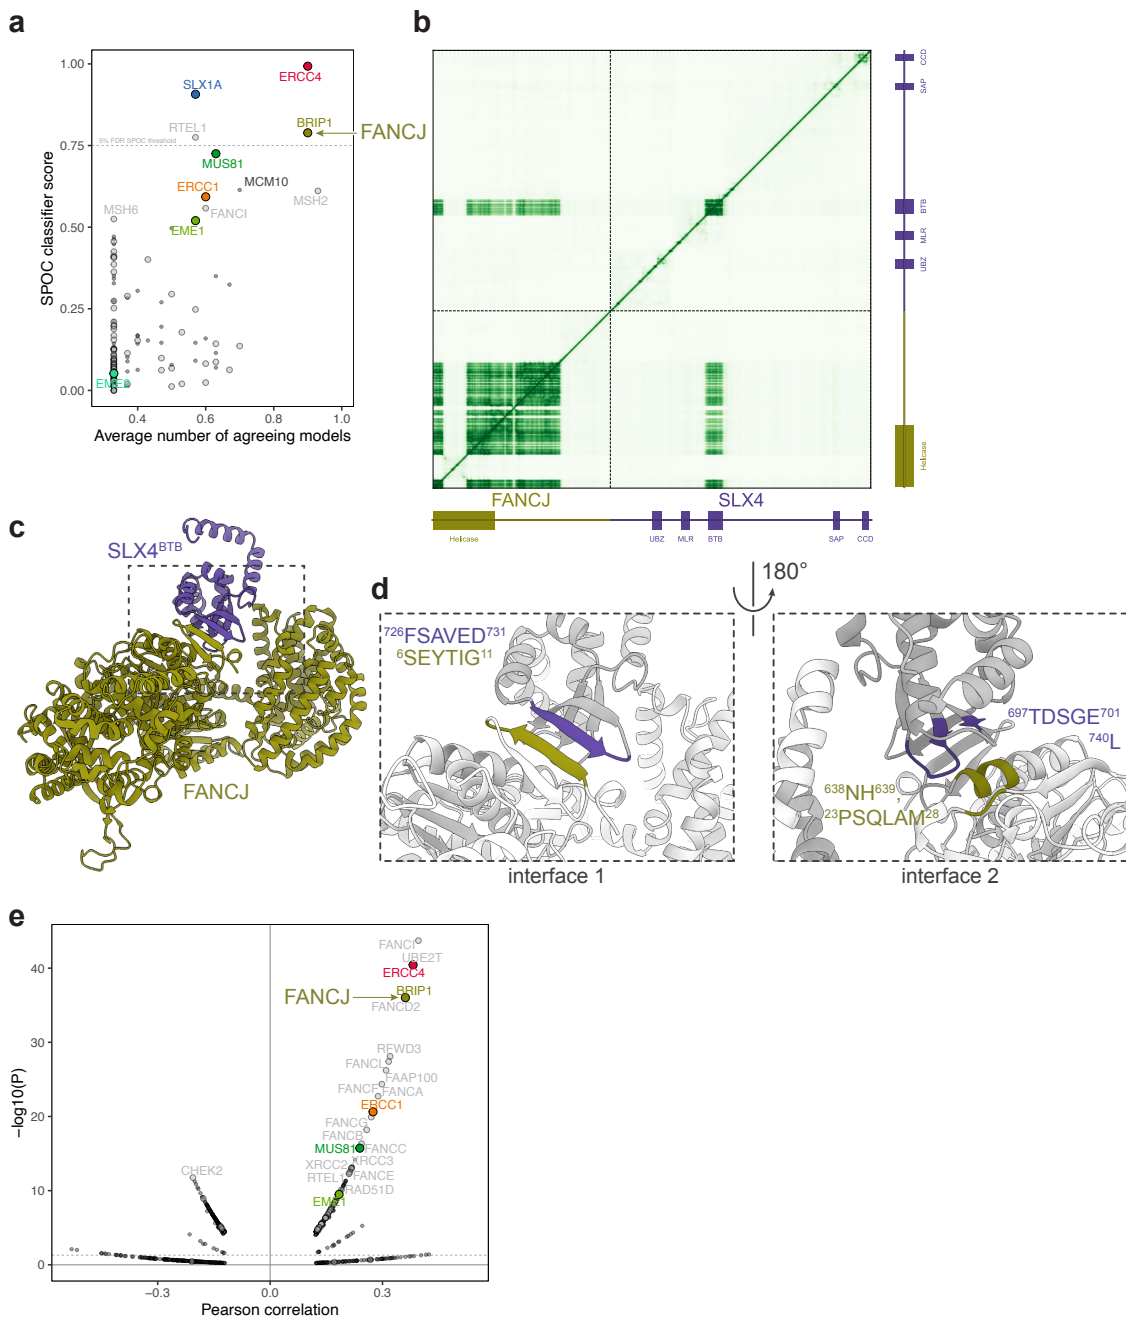 a
SPOC classifier score
1.00
0.75
0.50
0.25
0.00
ERCC4
SLX1A
RTEL1
BRIP1
FANCJ
5% FDR SPOC threshold
MUS81
MCM10
ERCC1
MSH2
MSH6
FANCI
EME1
EME2
0.4 0.6 0.8 1.0
Average number of agreeing models
b
CCD
SAP
BTB
MLR
UBZ
Helicase
FANCJ SLX4
Helicase UBZ MLR BTB SAP CCD
c
SLX4BTB
FANCJ
d
180°
726FSAVED731
6SEYTIG11
interface 1
697TDSGE701
740L
638NH639,
23PSQLAM28
interface 2
e
−log10(P)
40
30
20
10
0
FANCI
UBE2T
ERCC4
BRIP1
FANCJ
FANCD2
RFWD3
FANCL
FAAP100
FANCF
FANCA
ERCC1
FANCG
FANCB
MUS81
FANCC
XRCC2
XRCC3
RTEL1
FANCE
RAD51D
EME1
CHEK2
−0.3 0.0 0.3
Pearson correlation